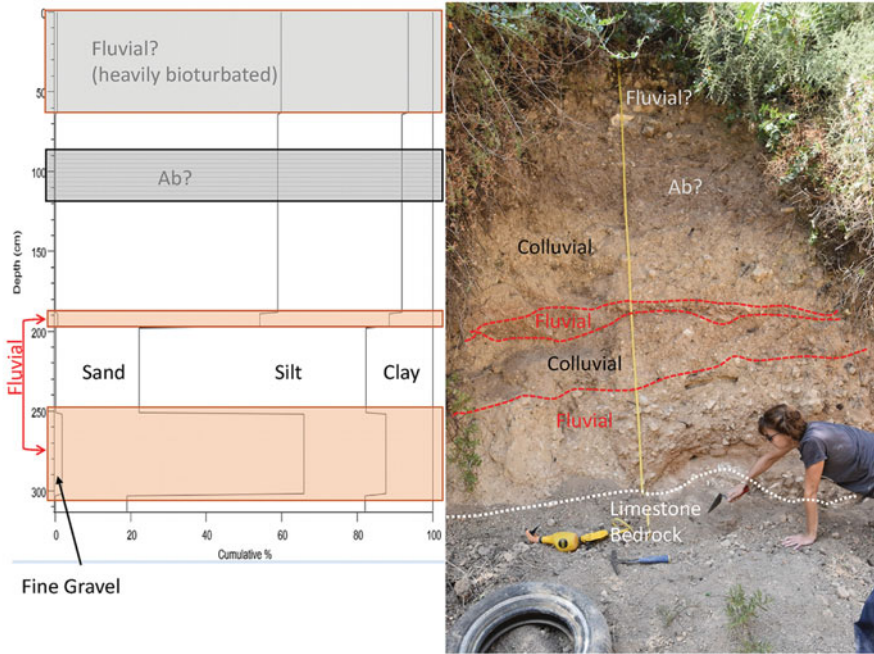 Fluvial?
(heavily bioturbated)
Ab?
Depth (cm)
0
50
100
150
200
250
300
Fluvial
Sand Silt Clay
0 20 40 60 80 100
Cumulative %
Fine Gravel
Fluvial?
Ab?
Colluvial
Fluvial
Colluvial
Fluvial
Limestone
Bedrock